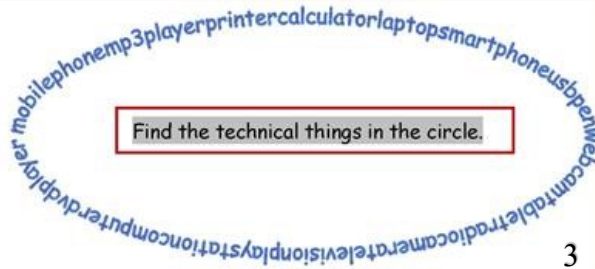 mobilephonemp3playerprintercalculatorlaptopsmartphoneusbpenwebcamtabletradiocameratelevisionplaystationcomputerdvdplayer
Find the technical things in the circle.
3